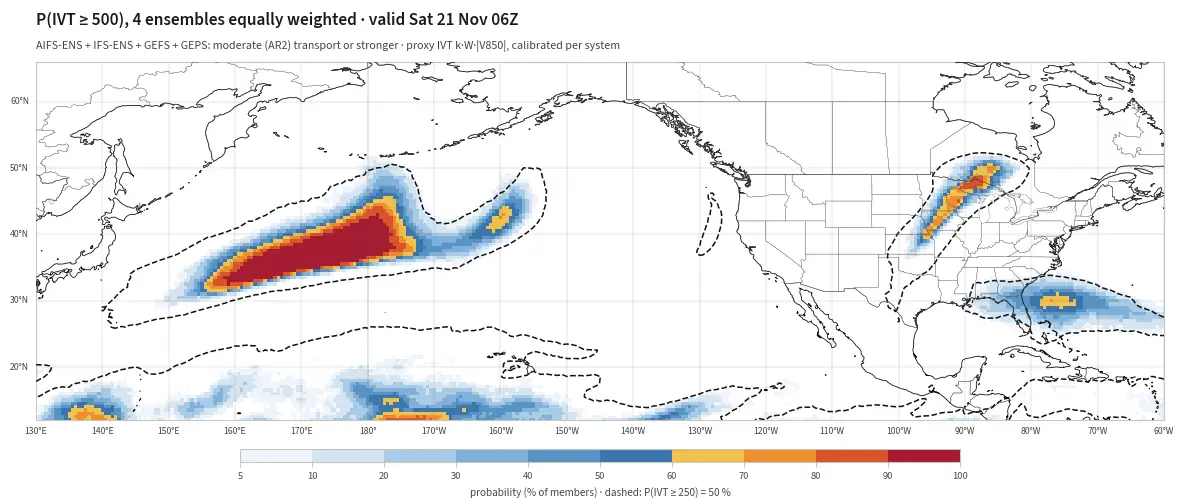 P(IVT ≥ 500), 4 ensembles equally weighted · valid Sat 21 Nov 06Z
AIFS-ENS + IFS-ENS + GEFS + GEPS: moderate (AR2) transport or stronger · proxy IVT k·W·|V850|, calibrated per system
60°N
50°N
40°N
30°N
20°N
130°E 140°E 150°E 160°E 170°E 180° 170°W 160°W 150°W 140°W 130°W 120°W 110°W 100°W 90°W 80°W 70°W 60°W
5 10 20 30 40 50 60 70 80 90 100
probability (% of members) · dashed: P(IVT ≥ 250) = 50 %